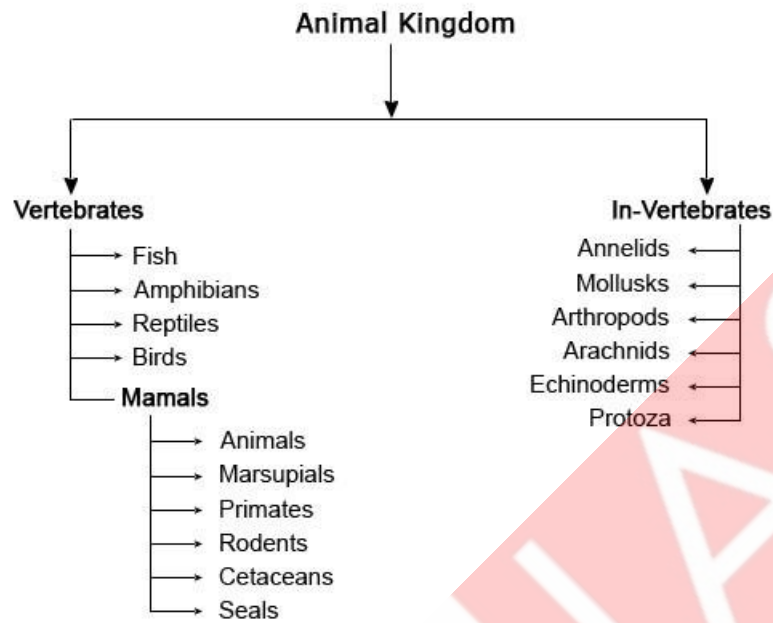 Animal Kingdom
Vertebrates
Fish
Amphibians
Reptiles
Birds
Mamals
Animals
Marsupials
Primates
Rodents
Cetaceans
Seals
In-Vertebrates
Annelids
Mollusks
Arthropods
Arachnids
Echinoderms
Protoza